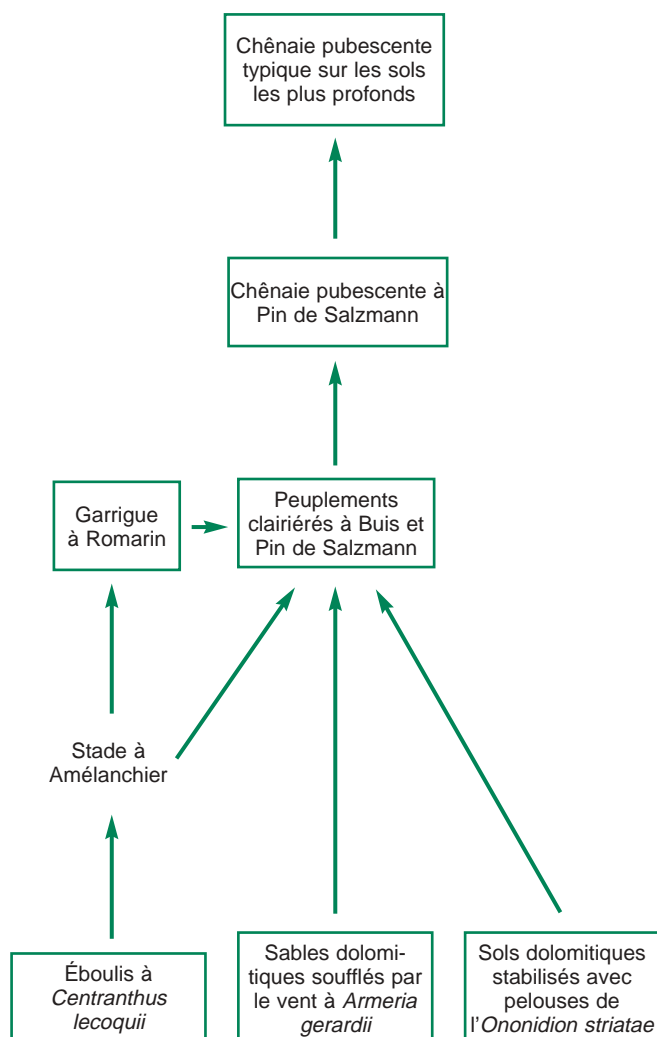 Chênaie pubescente
typique sur les sols
les plus profonds
Chênaie pubescente à
Pin de Salzmann
Garrigue
à Romarin
Peuplements
clairiérés à Buis et
Pin de Salzmann
Stade à
Amélanchier
Éboulis à
Centranthus
lecoquii
Sables dolomi-
tiques soufflés par
le vent à Armeria
gerardii
Sols dolomitiques
stabilisés avec
pelouses de
l'Ononidion striatae